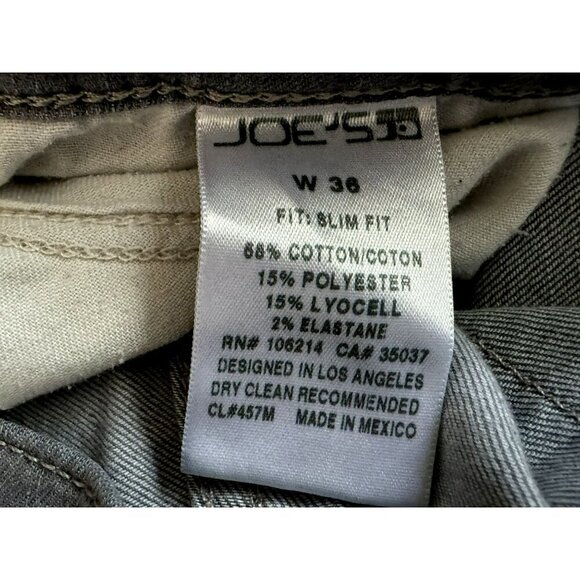 JOE'S
W 36
FIT: SLIM FIT
68% COTTON/COTON
15% POLYESTER
15% LYOCELL
2% ELASTANE
RN# 106214 CA# 35037
DESIGNED IN LOS ANGELES
DRY CLEAN RECOMMENDED
CL#457M MADE IN MEXICO